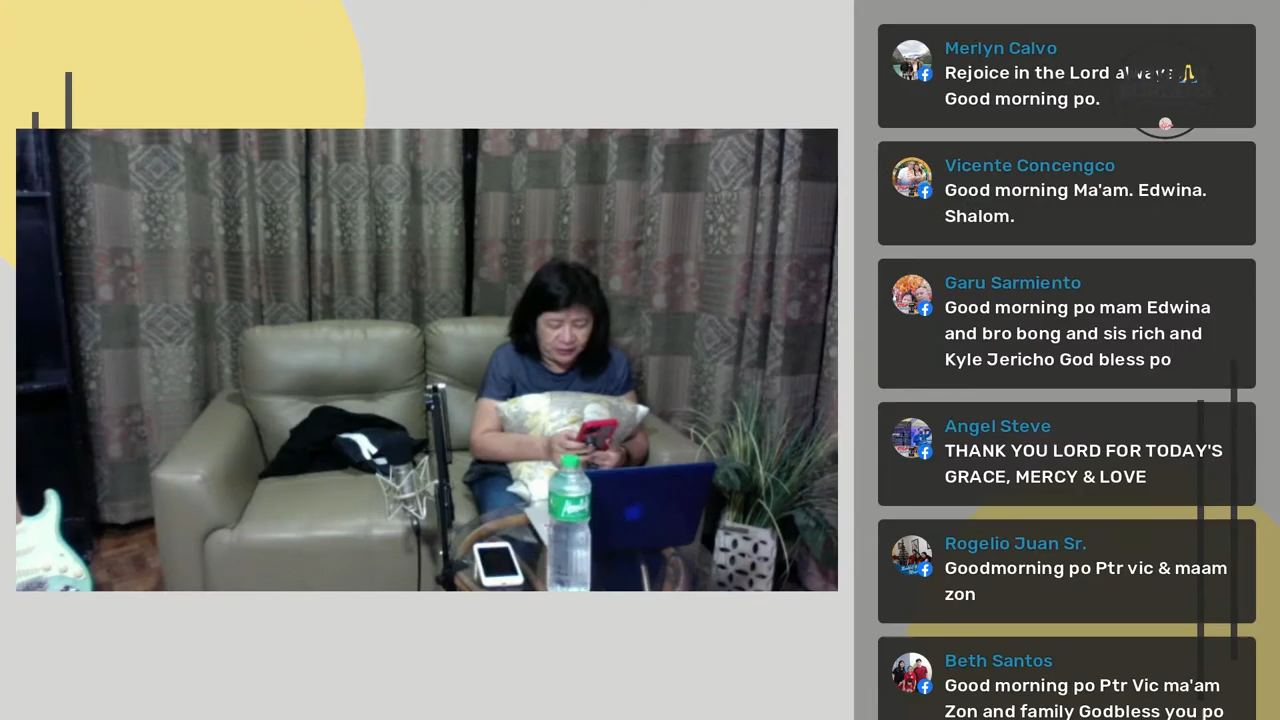 Merlyn Calvo
Rejoice in the Lord always 🙏
Good morning po.
Vicente Concengco
Good morning Ma'am. Edwina.
Shalom.
Garu Sarmiento
Good morning po mam Edwina
and bro bong and sis rich and
Kyle Jericho God bless po
Angel Steve
THANK YOU LORD FOR TODAY'S
GRACE, MERCY & LOVE
Rogelio Juan Sr.
Goodmorning po Ptr vic & maam
zon
Beth Santos
Good morning po Ptr Vic ma'am
Zon and family Godbless you po